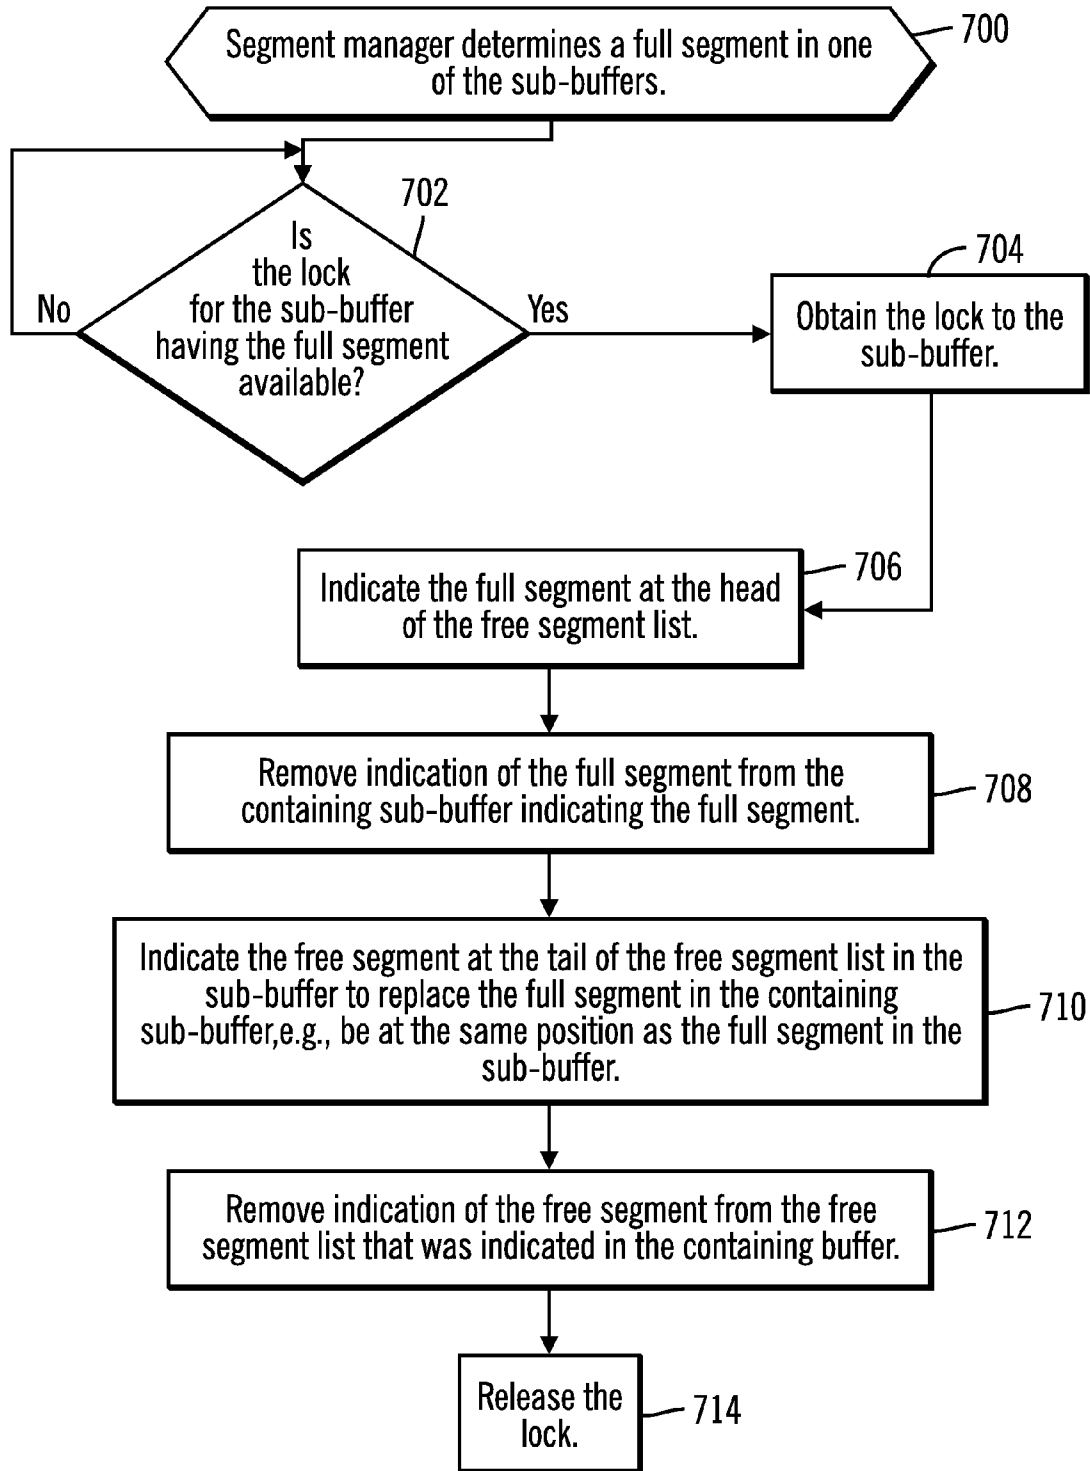 Segment manager determines a full segment in one
of the sub-buffers.
700
702
Is
the lock
for the sub-buffer
having the full segment
available?
No
Yes
704
Obtain the lock to the
sub-buffer.
706
Indicate the full segment at the head
of the free segment list.
Remove indication of the full segment from the
containing sub-buffer indicating the full segment.
708
Indicate the free segment at the tail of the free segment list in the
sub-buffer to replace the full segment in the containing
sub-buffer,e.g., be at the same position as the full segment in the
sub-buffer.
710
Remove indication of the free segment from the free
segment list that was indicated in the containing buffer.
712
Release the
lock.
714